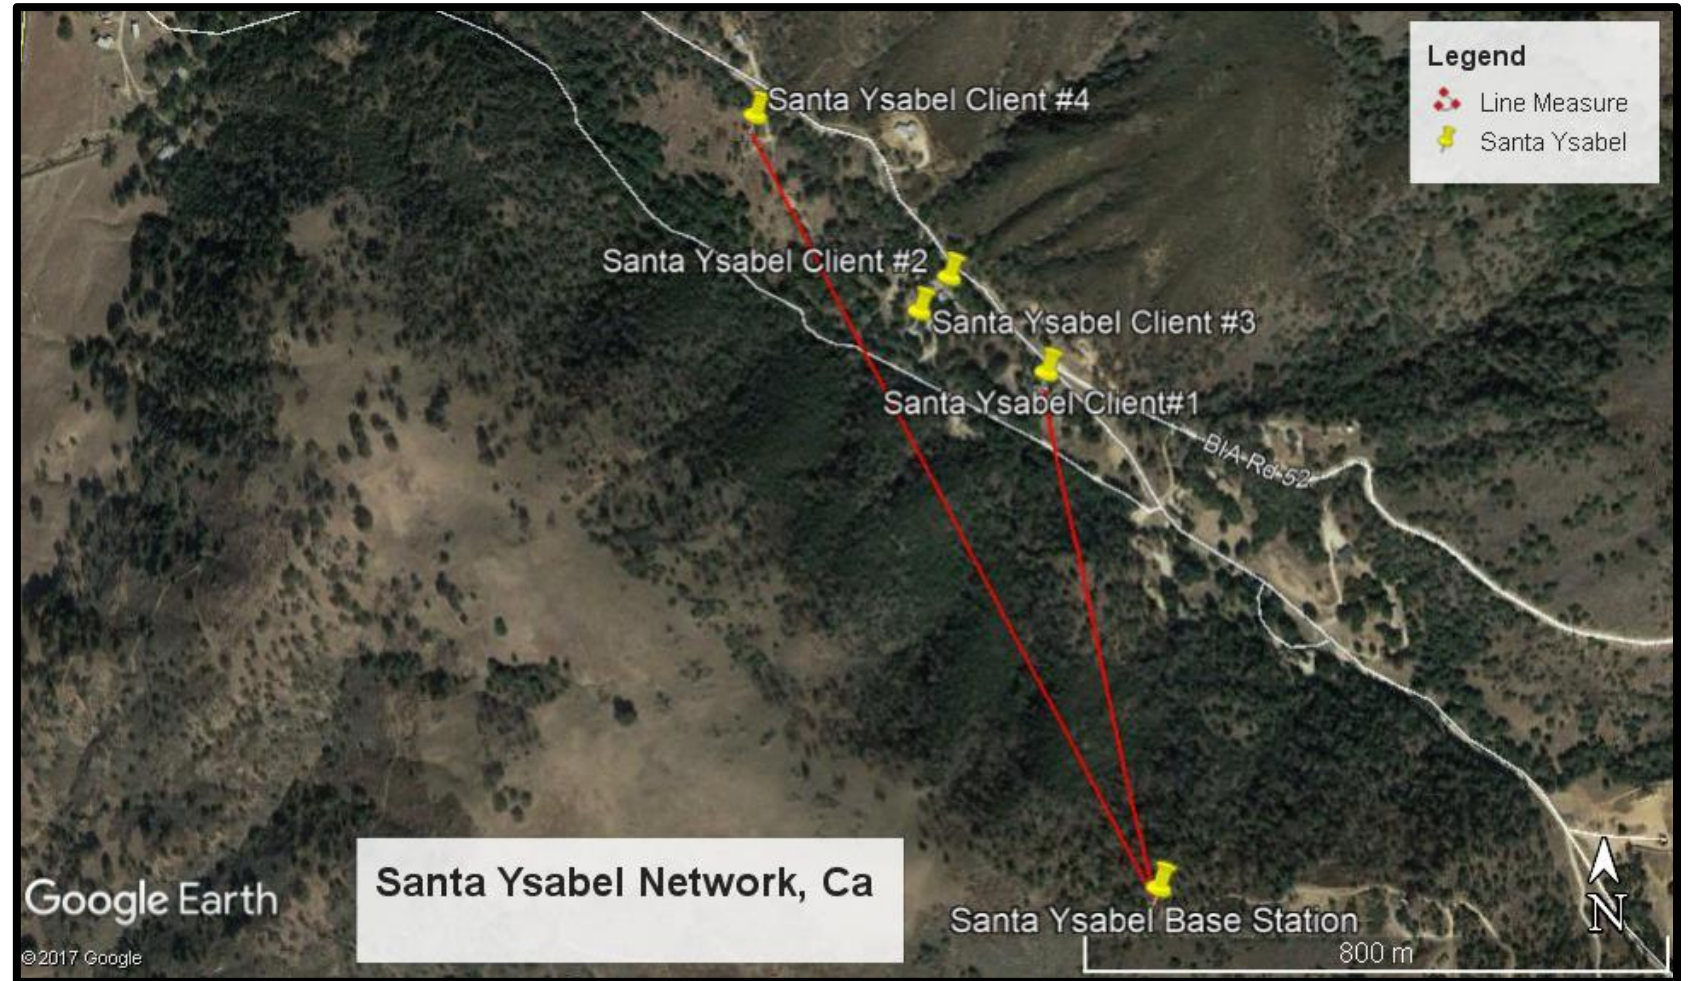 Legend
Line Measure
Santa Ysabel
Santa Ysabel Client #4
Santa Ysabel Client #2
Santa Ysabel Client #3
Santa Ysabel Client#1
BIA-Rd-52
Santa Ysabel Network, Ca
Google Earth
Santa Ysabel Base Station
N
800 m
©2017 Google